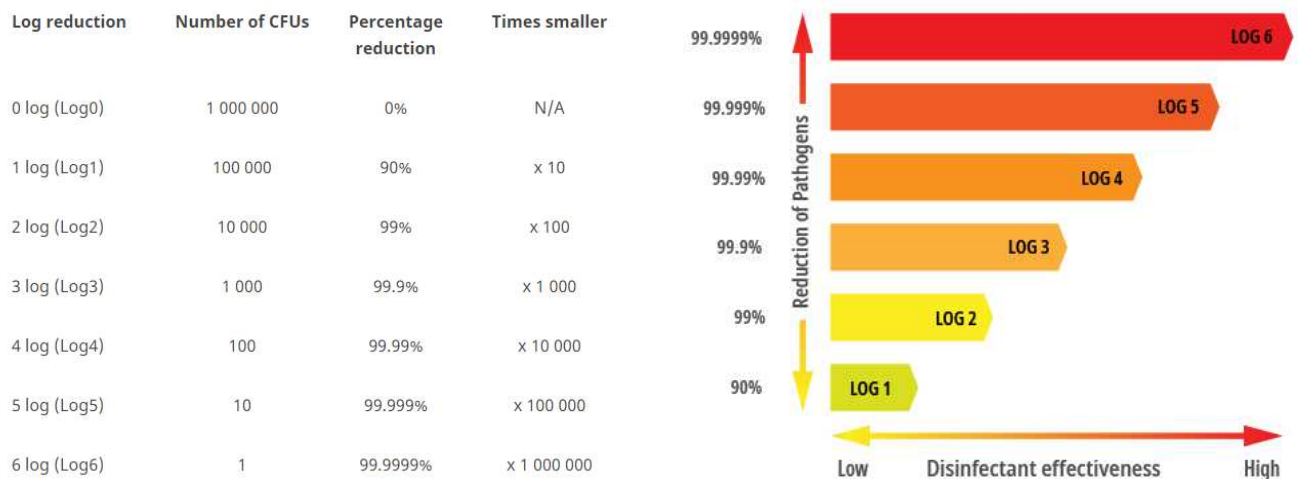 Log reduction Number of CFUs Percentage reduction Times smaller
0 log (Log0) 1 000 000 0% N/A
1 log (Log1) 100 000 90% x 10
2 log (Log2) 10 000 99% x 100
3 log (Log3) 1 000 99.9% x 1 000
4 log (Log4) 100 99.99% x 10 000
5 log (Log5) 10 99.999% x 100 000
6 log (Log6) 1 99.9999% x 1 000 000
Reduction of Pathogens
99.9999% LOG 6
99.999% LOG 5
99.99% LOG 4
99.9% LOG 3
99% LOG 2
90% LOG 1
Low Disinfectant effectiveness High